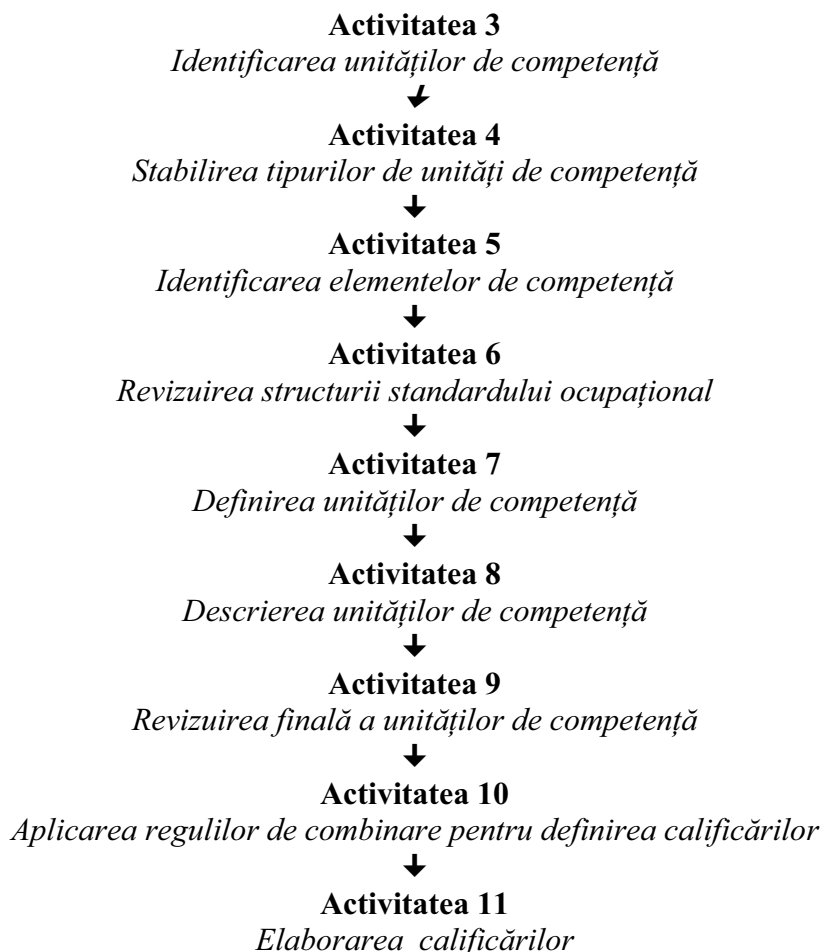 Activitatea 3
Identificarea unităților de competență
Activitatea 4
Stabilirea tipurilor de unități de competență
Activitatea 5
Identificarea elementelor de competență
Activitatea 6
Revizuirea structurii standardului ocupațional
Activitatea 7
Definirea unităților de competență
Activitatea 8
Descrierea unităților de competență
Activitatea 9
Revizuirea finală a unităților de competență
Activitatea 10
Aplicarea regulilor de combinare pentru definirea calificărilor
Activitatea 11
Elaborarea calificărilor